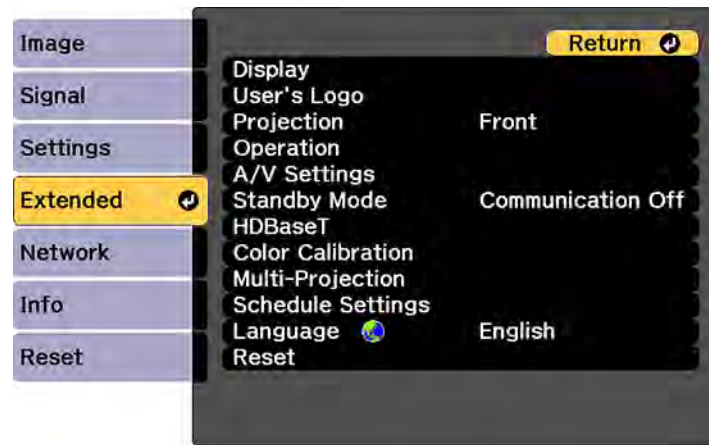 Image
Signal
Settings
Extended
Network
Info
Reset
Return
Display
User's Logo
Projection Front
Operation
A/V Settings
Standby Mode Communication Off
HDBaseT
Color Calibration
Multi-Projection
Schedule Settings
Language English
Reset